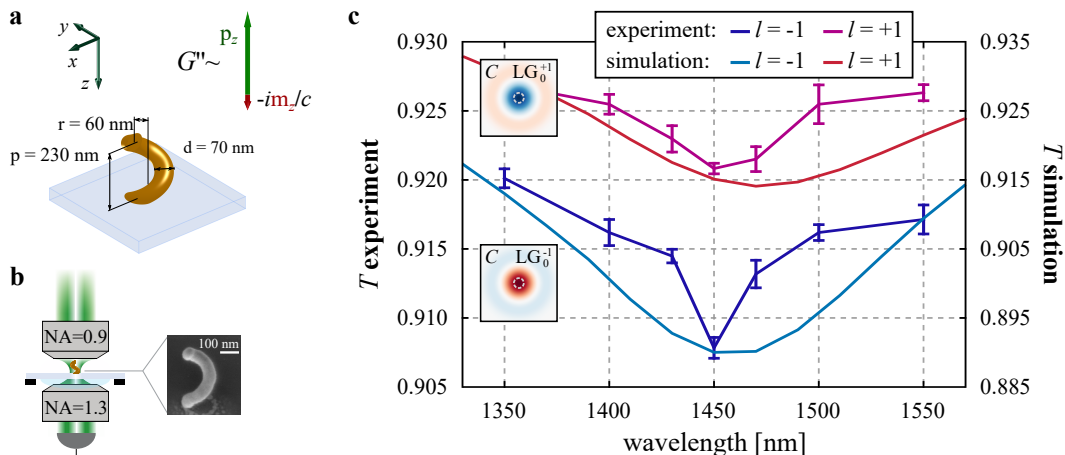 a
y
x
z
G''~
p_z
-im_z/c
r = 60 nm
p = 230 nm
d = 70 nm
b
NA=0.9
NA=1.3
100 nm
c
experiment: l = -1 l = +1
simulation: l = -1 l = +1
C LG_0^{+1}
C LG_0^{-1}
T experiment
0.930
0.925
0.920
0.915
0.910
0.905
T simulation
0.935
0.925
0.915
0.905
0.895
0.885
1350 1400 1450 1500 1550
wavelength [nm]